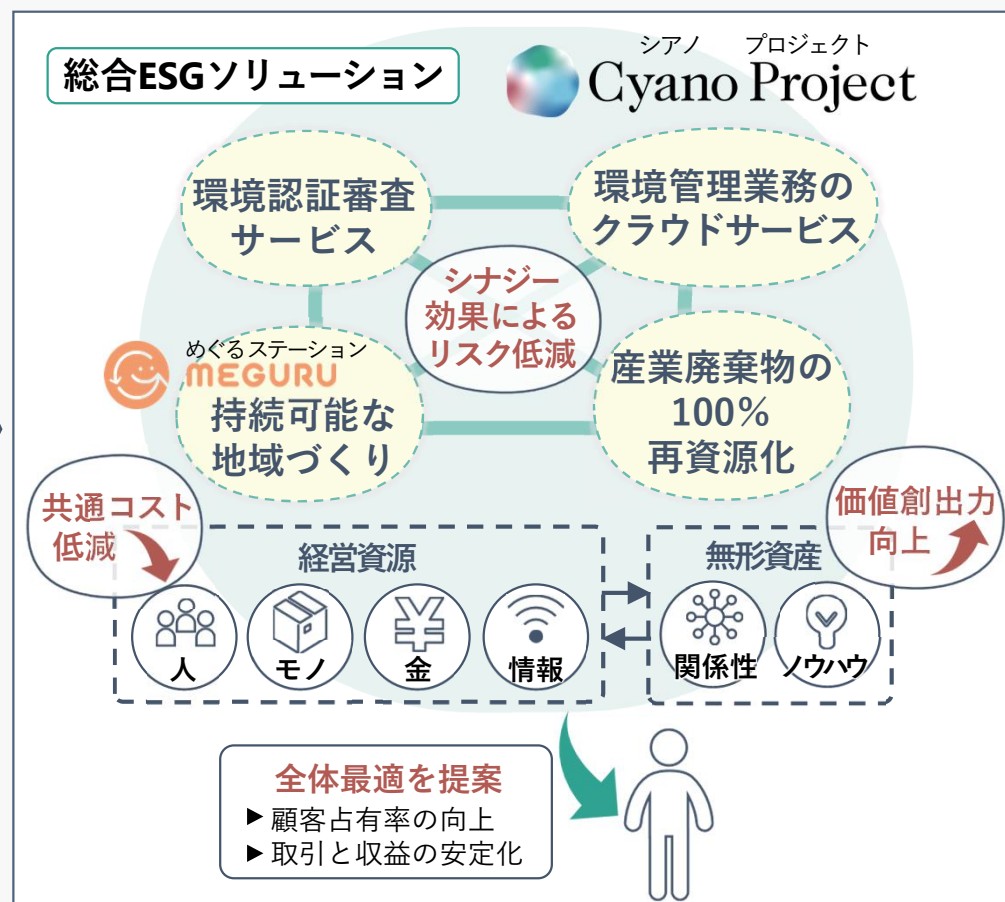 総合ESGソリューション
シアノ プロジェクト
Cyano Project
環境認証審査
サービス
環境管理業務の
クラウドサービス
シナジー
効果による
リスク低減
めぐるステーション
MEGURU
持続可能な
地域づくり
産業廃棄物の
100%
再資源化
共通コスト
低減
価値創出力
向上
経営資源
人
モノ
金
情報
無形資産
関係性
ノウハウ
全体最適を提案
▶ 顧客占有率の向上
▶ 取引と収益の安定化